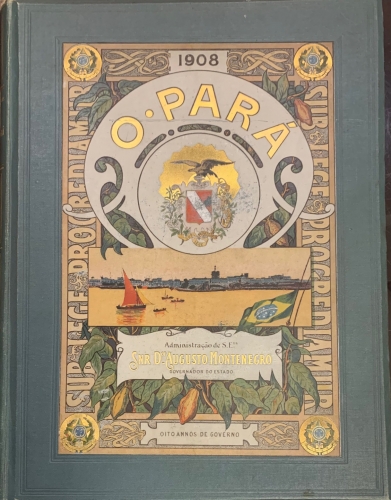 1908
O·PARÁ
SUB LEGE PROGREDIAMUR
SUB LEGE PROGREDIAMUR
Administração de S. Exª
Snr. Dr. Augusto Montenegro
GOVERNADOR DO ESTADO
OITO ANNOS DE GOVERNO